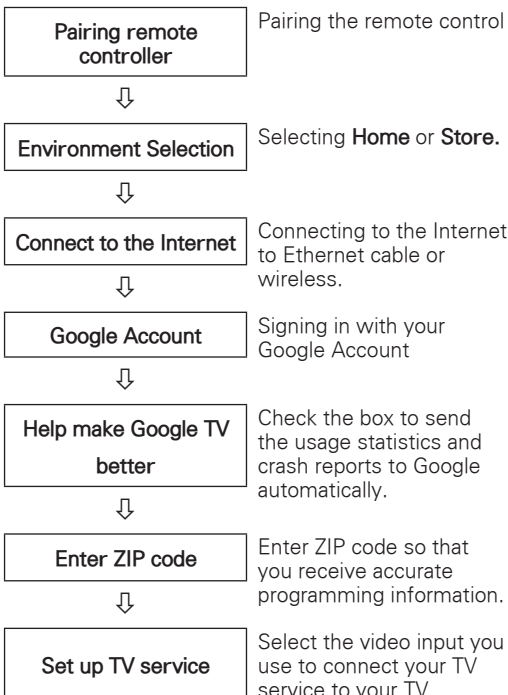 Pairing remote
controller
Pairing the remote control
Environment Selection
Selecting Home or Store.
Connect to the Internet
Connecting to the Internet
to Ethernet cable or
wireless.
Google Account
Signing in with your
Google Account
Help make Google TV
better
Check the box to send
the usage statistics and
crash reports to Google
automatically.
Enter ZIP code
Enter ZIP code so that
you receive accurate
programming information.
Set up TV service
Select the video input you
use to connect your TV
service to your TV